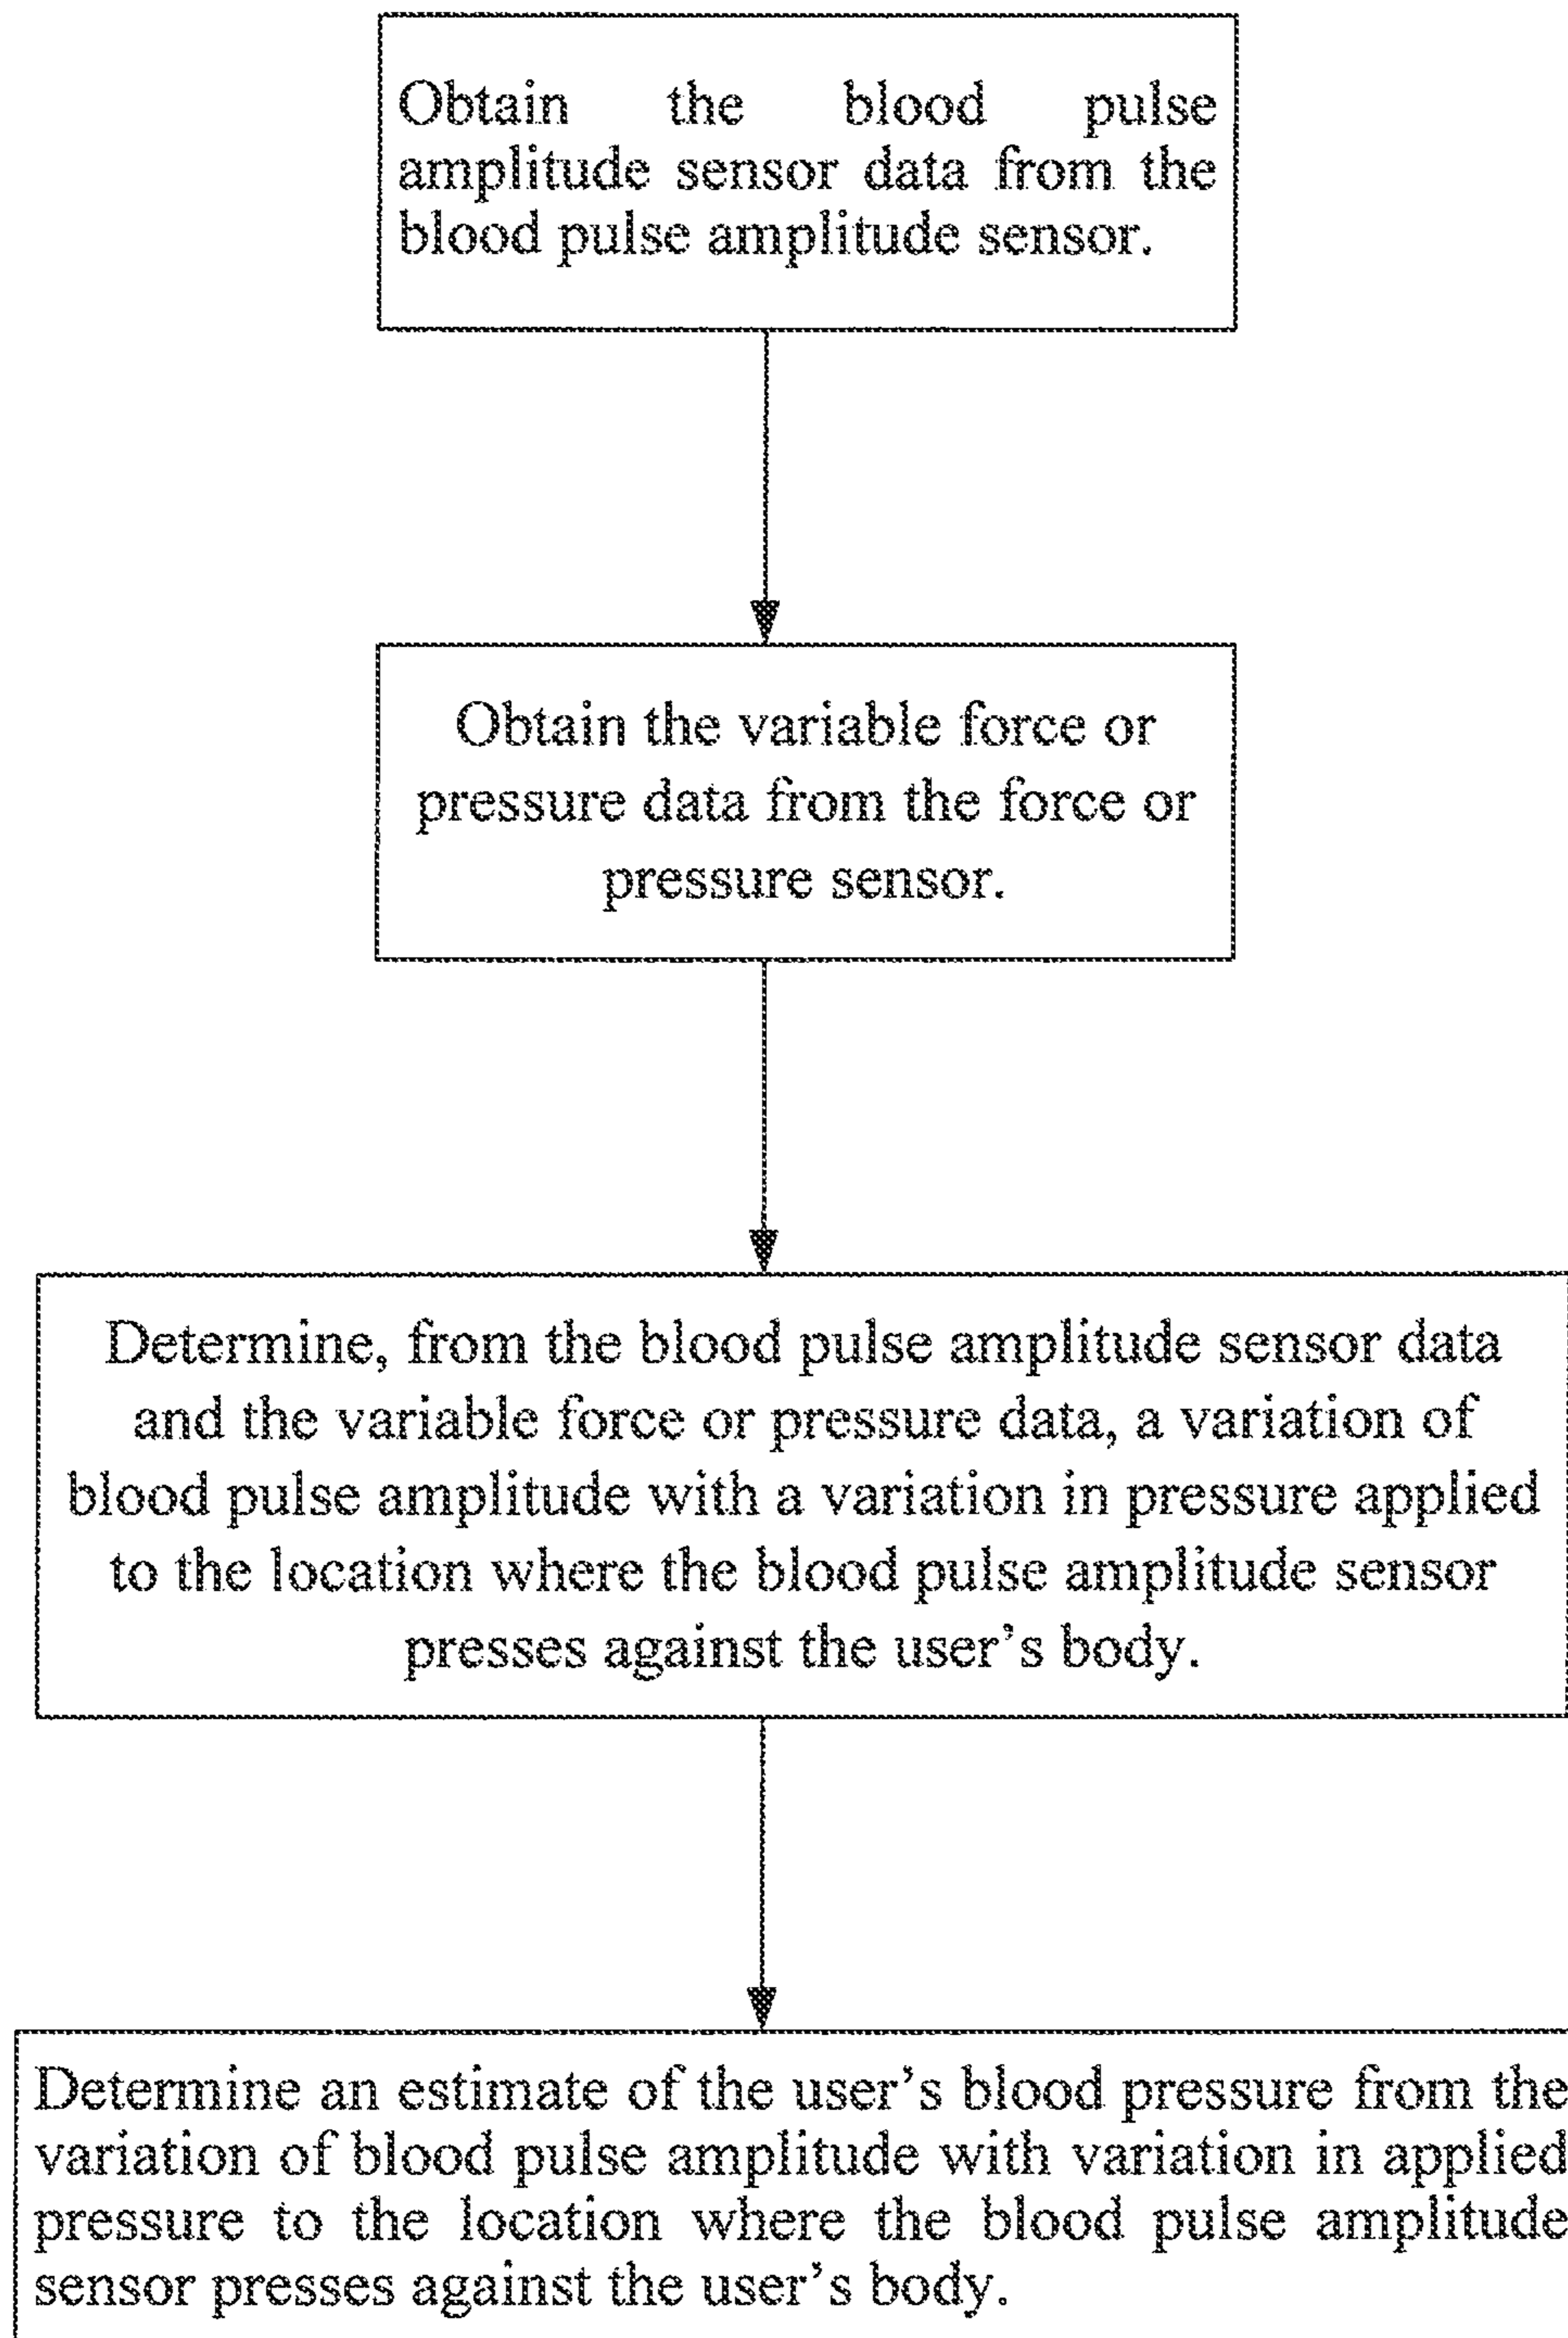 Obtain the blood pulse
amplitude sensor data from the
blood pulse amplitude sensor.
Obtain the variable force or
pressure data from the force or
pressure sensor.
Determine, from the blood pulse amplitude sensor data
and the variable force or pressure data, a variation of
blood pulse amplitude with a variation in pressure applied
to the location where the blood pulse amplitude sensor
presses against the user’s body.
Determine an estimate of the user’s blood pressure from the
variation of blood pulse amplitude with variation in applied
pressure to the location where the blood pulse amplitude
sensor presses against the user’s body.